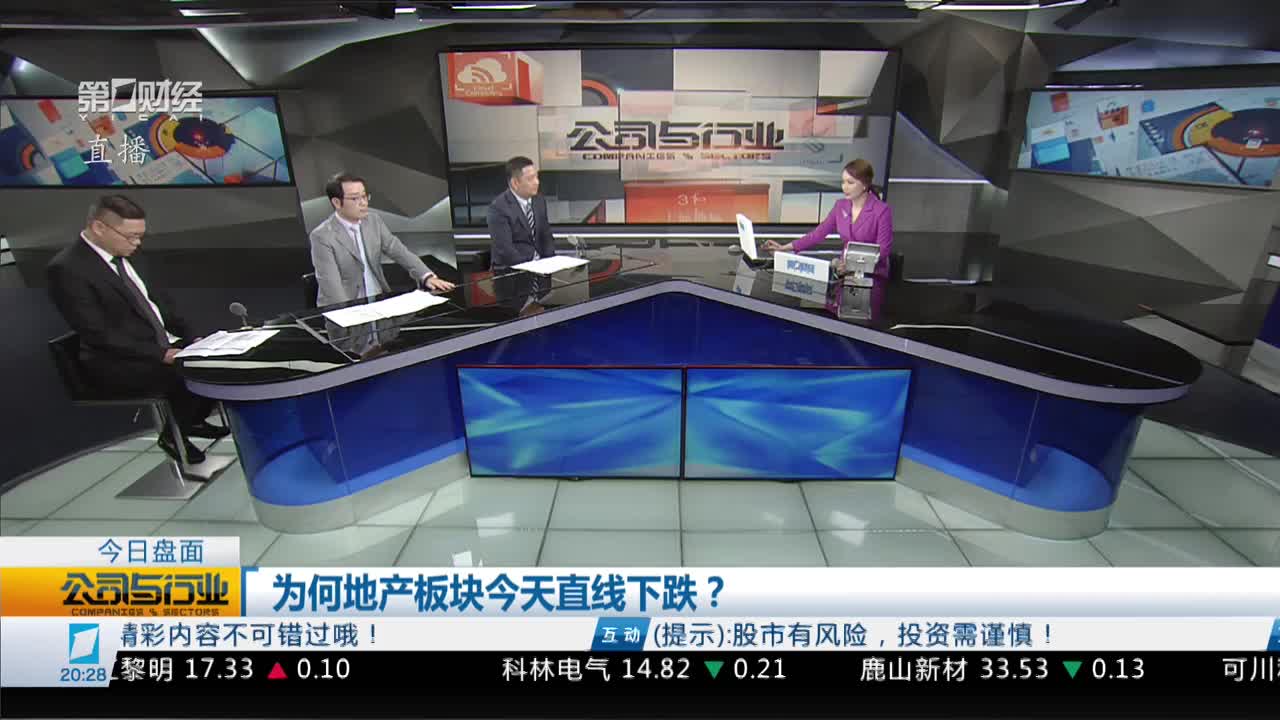 第 财经
YICAI
直播
Cloud
公司与行业
COMPANIES & SECTORS
今日盘面
公司与行业
COMPANIES & SECTORS
为何地产板块今天直线下跌？
精彩内容不可错过哦！ 互动 (提示):股市有风险，投资需谨慎！
20:28 黎明 17.33 ▲ 0.10 科林电气 14.82 ▼ 0.21 鹿山新材 33.53 ▼ 0.13 可川